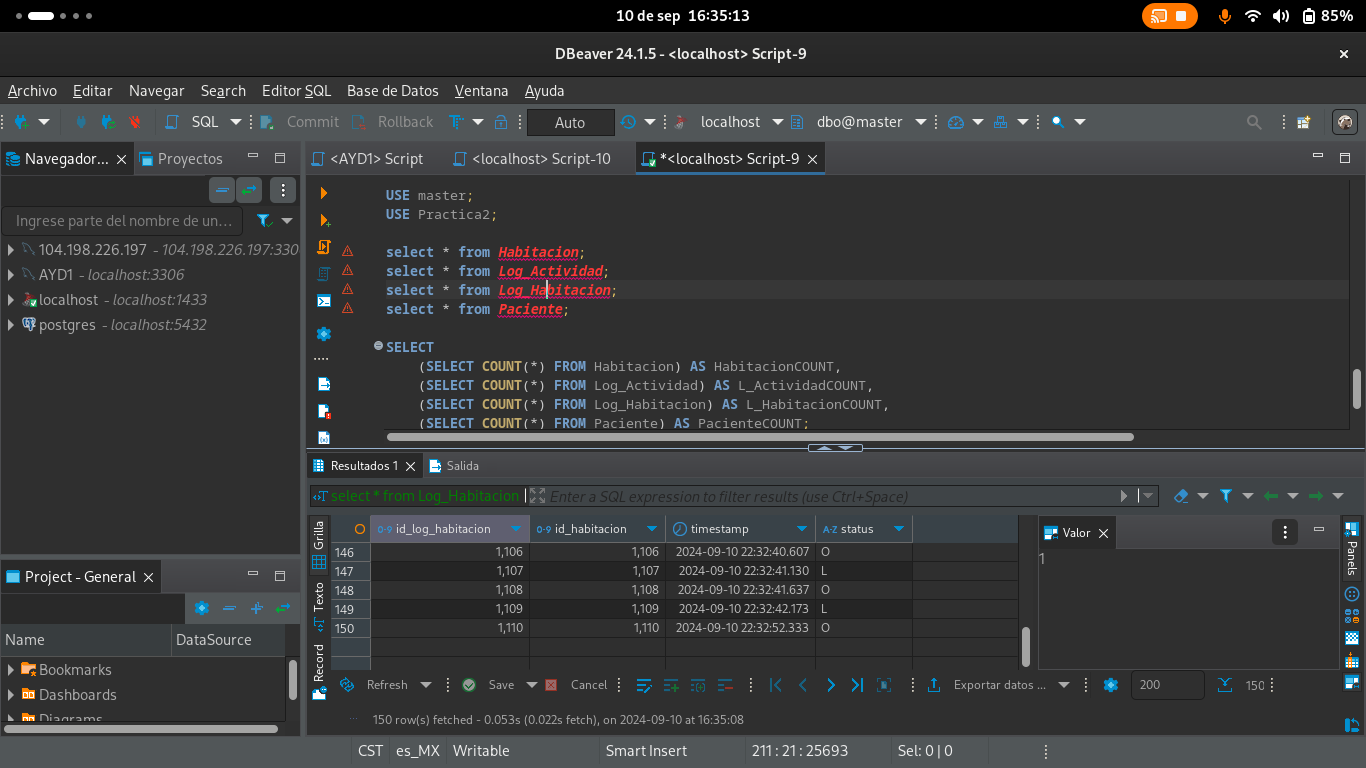 10 de sep 16:35:13
85%
DBeaver 24.1.5 - <localhost> Script-9
Archivo Editar Navegar Search Editor SQL Base de Datos Ventana Ayuda
SQL Commit Rollback Auto localhost dbo@master
Navegador... Proyectos
Ingrese parte del nombre de un...
104.198.226.197 - 104.198.226.197:330
AYD1 - localhost:3306
localhost - localhost:1433
postgres - localhost:5432
Project - General
Name DataSource
Bookmarks
Dashboards
Diagrams
<AYD1> Script <localhost> Script-10 *<localhost> Script-9
USE master;
USE Practica2;
select * from Habitacion;
select * from Log_Actividad;
select * from Log_Habitacion;
select * from Paciente;
SELECT
(SELECT COUNT(*) FROM Habitacion) AS HabitacionCOUNT,
(SELECT COUNT(*) FROM Log_Actividad) AS L_ActividadCOUNT,
(SELECT COUNT(*) FROM Log_Habitacion) AS L_HabitacionCOUNT,
(SELECT COUNT(*) FROM Paciente) AS PacienteCOUNT;
Resultados 1 Salida
select * from Log_Habitacion Enter a SQL expression to filter results (use Ctrl+Space)
Grilla
Texto
Record
id_log_habitacion id_habitacion timestamp status
146 1,106 1,106 2024-09-10 22:32:40.607 O
147 1,107 1,107 2024-09-10 22:32:41.130 L
148 1,108 1,108 2024-09-10 22:32:41.637 O
149 1,109 1,109 2024-09-10 22:32:42.173 L
150 1,110 1,110 2024-09-10 22:32:52.333 O
Valor
1
Panels
Refresh Save Cancel Exportar datos ... 200 150
150 row(s) fetched - 0.053s (0.022s fetch), on 2024-09-10 at 16:35:08
CST es_MX Writable Smart Insert 211 : 21 : 25693 Sel: 0 | 0